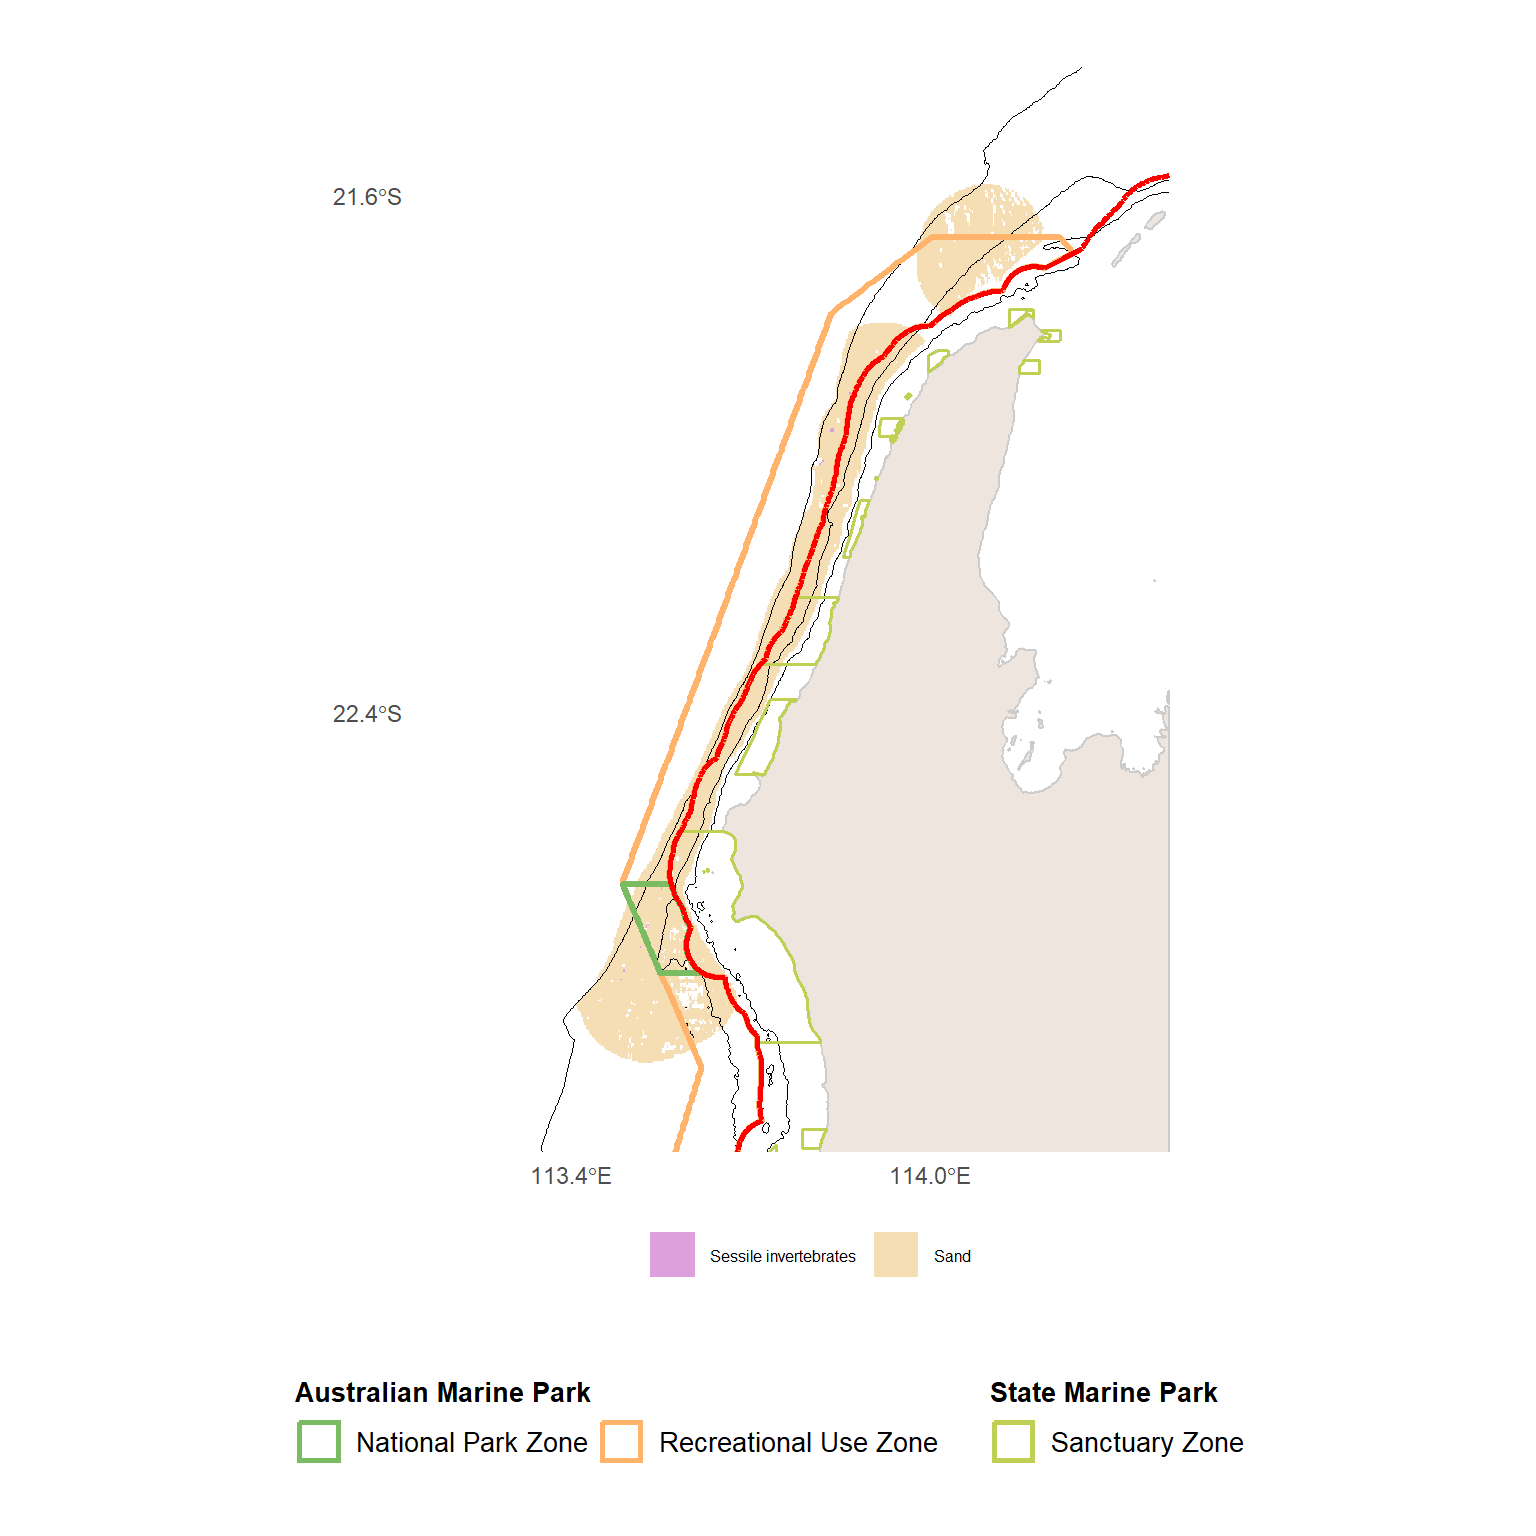 21.6°S
22.4°S
113.4°E 114.0°E
Sessile invertebrates Sand
Australian Marine Park State Marine Park
National Park Zone Recreational Use Zone Sanctuary Zone